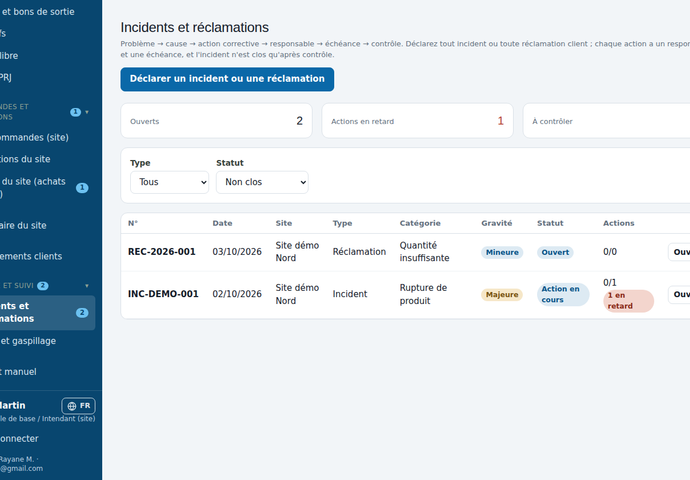 et bons de sortie
fs
libre
PRJ
NDES ET
ONS
1
ommandes (site)
tions du site
du site (achats
)
1
aire du site
ements clients
ET SUIVI 2
nts et
mations
2
et gaspillage
t manuel
Martin
FR
le de base / Intendant (site)
onnecter
Rayane M. ·
@gmail.com
Incidents et réclamations
Problème → cause → action corrective → responsable → échéance → contrôle. Déclarez tout incident ou toute réclamation client ; chaque action a un respon
et une échéance, et l'incident n'est clos qu'après contrôle.
Déclarer un incident ou une réclamation
Ouverts 2
Actions en retard 1
À contrôler
Type Statut
Tous Non clos
N° Date Site Type Catégorie Gravité Statut Actions
REC-2026-001 03/10/2026 Site démo Nord Réclamation Quantité insuffisante Mineure Ouvert 0/0 Ouv
INC-DEMO-001 02/10/2026 Site démo Nord Incident Rupture de produit Majeure Action en cours 0/1 1 en retard Ouv